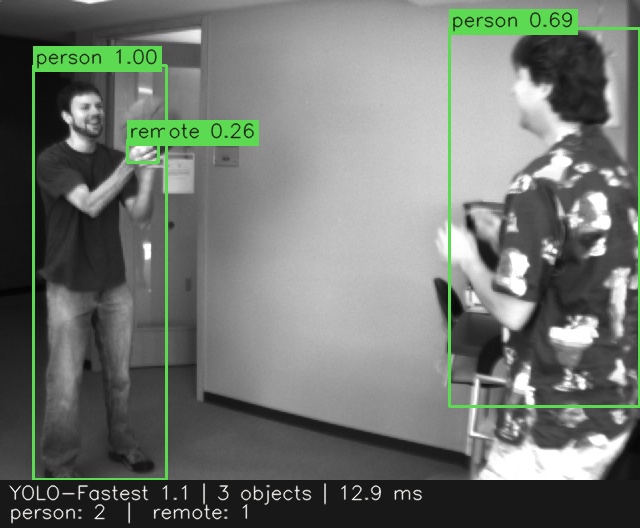 person 0.69
person 1.00
remote 0.26
YOLO-Fastest 1.1 | 3 objects | 12.9 ms
person: 2 | remote: 1